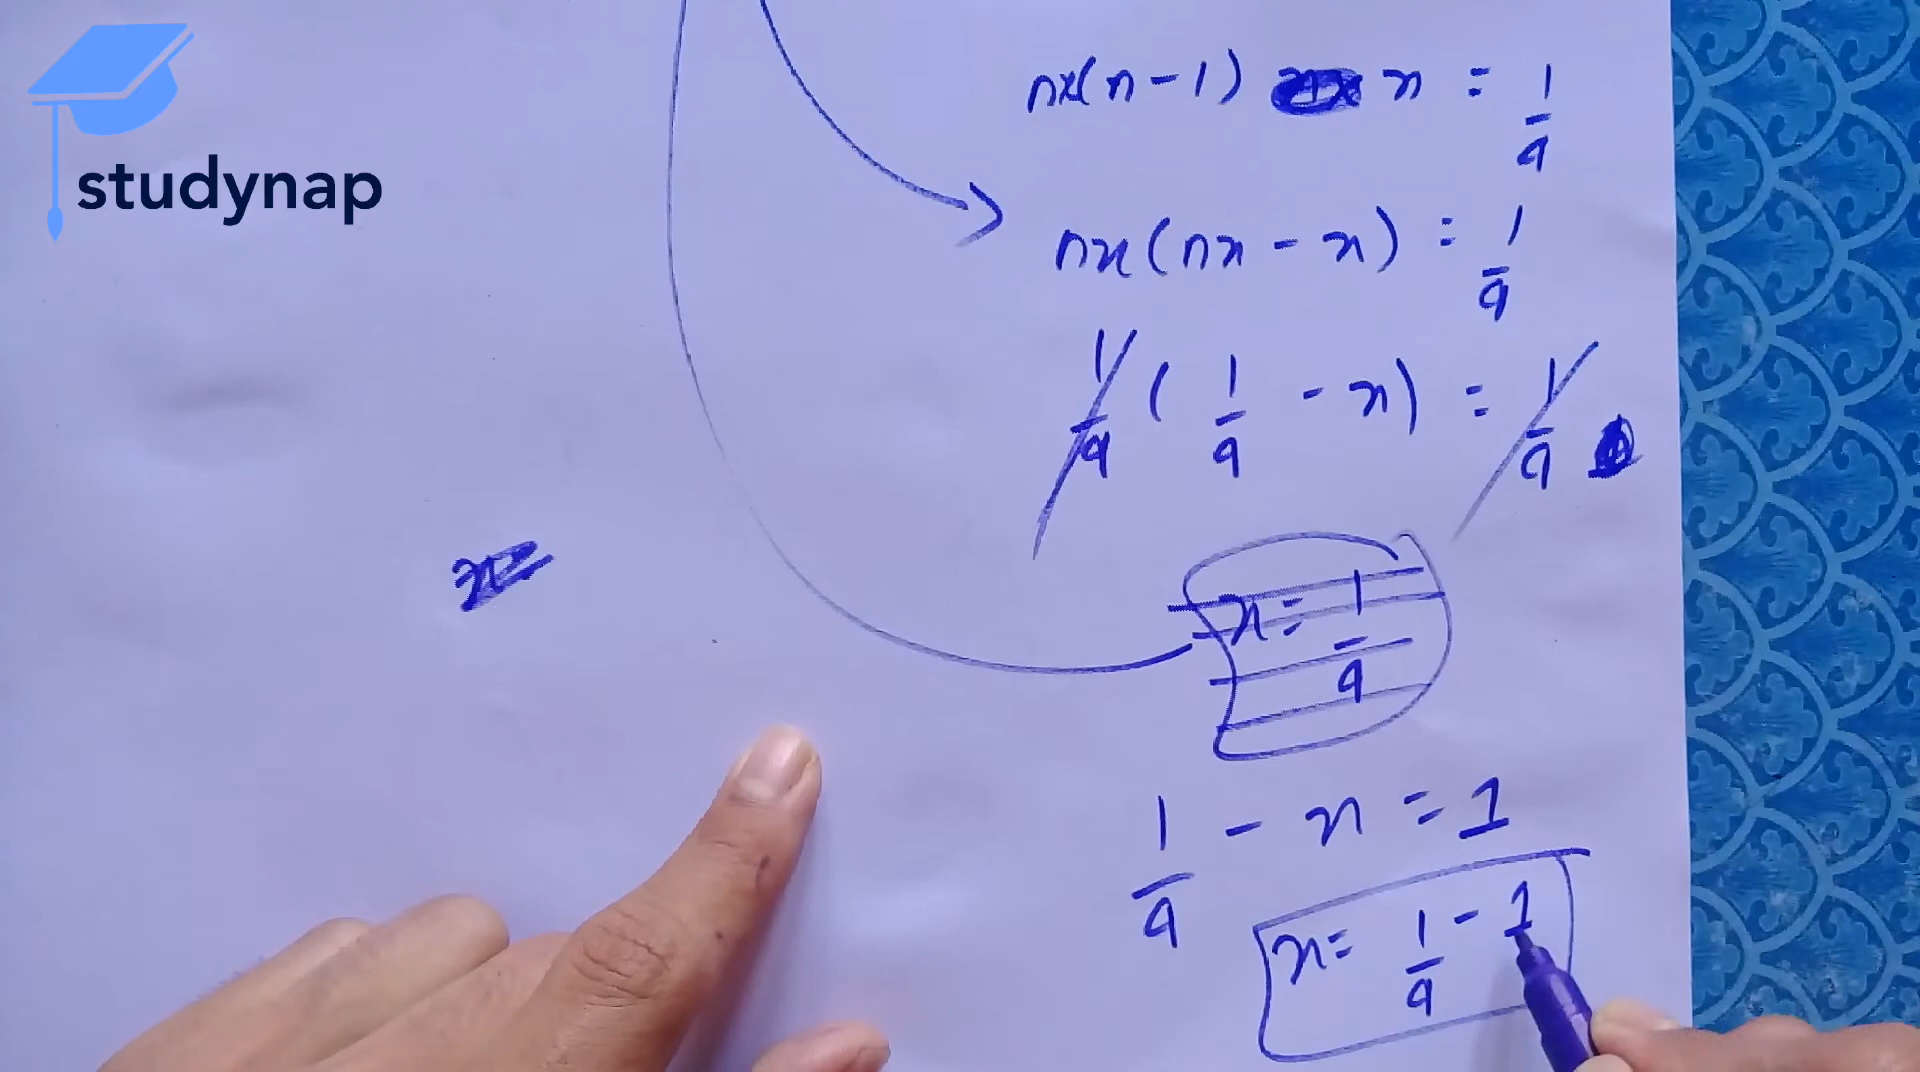 studynap
nx(n-1) n = 1/9
nx(nx-x) = 1/9
1/9 (1/9 - x) = 1/9
x=
x = 1/9
1/9 - x = 1
x = 1/9 - 1